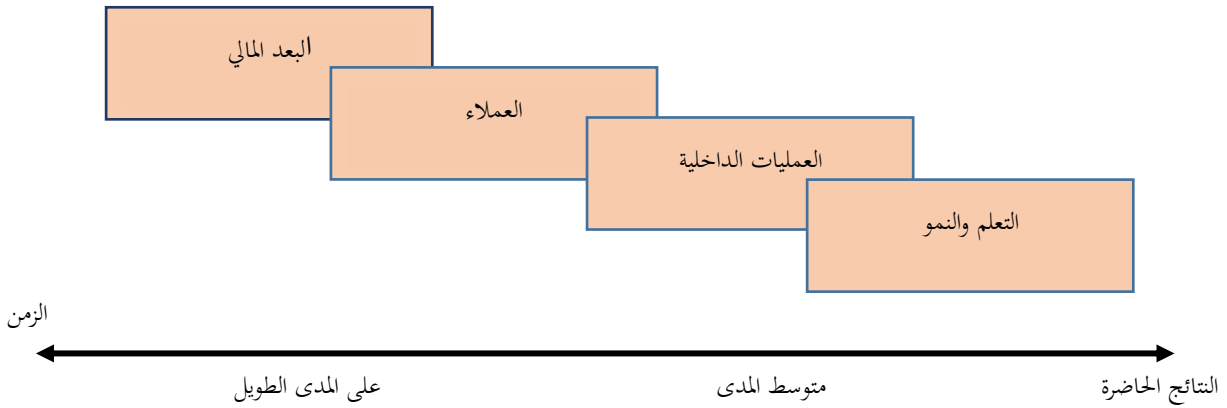 البعد المالي
العملاء
العمليات الداخلية
التعلم والنمو
الزمن
النتائج الحاضرة
متوسط المدى
على المدى الطويل